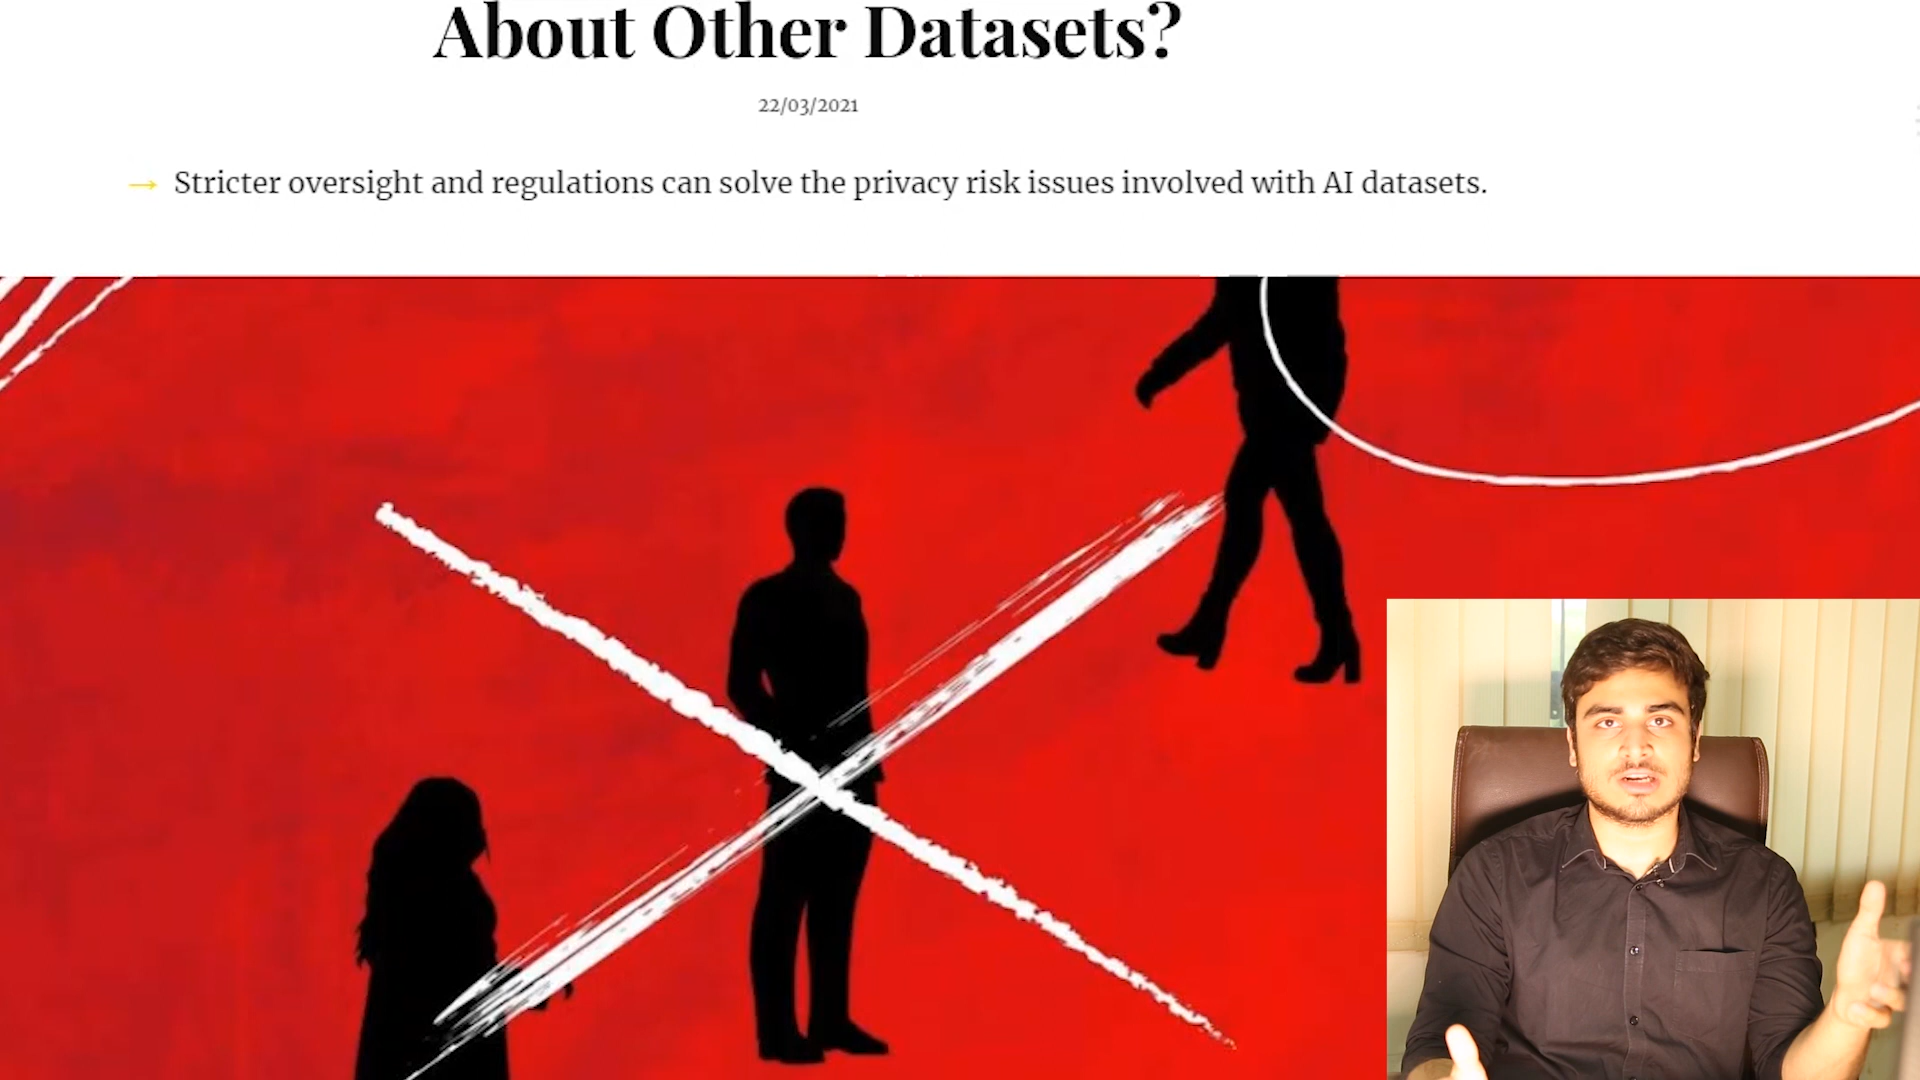 About Other Datasets?
22/03/2021
→ Stricter oversight and regulations can solve the privacy risk issues involved with AI datasets.